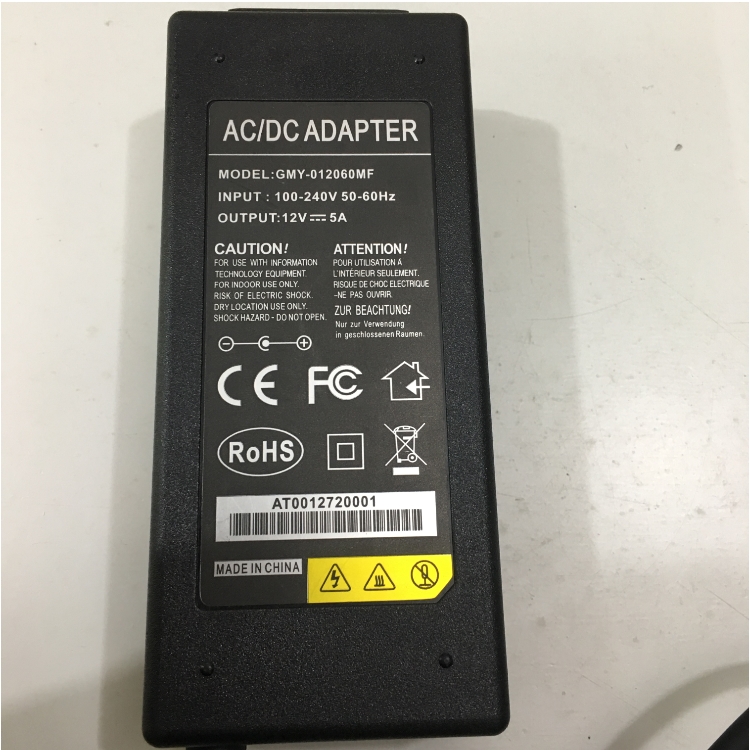 AC/DC ADAPTER
MODEL:GMY-012060MF
INPUT : 100-240V 50-60Hz
OUTPUT:12V⎓5A
CAUTION!
FOR USE WITH INFORMATION
TECHNOLOGY EQUIPMENT.
FOR INDOOR USE ONLY.
RISK OF ELECTRIC SHOCK.
DRY LOCATION USE ONLY.
SHOCK HAZARD - DO NOT OPEN.
ATTENTION!
POUR UTILISATION A
L'INTÉRIEUR SEULEMENT.
RISQUE DE CHOC ELECTRIQUE
-NE PAS OUVRIR.
ZUR BEACHTUNG!
Nur zur Verwendung
in geschlossenen Raumen.
CE FC
RoHS
AT0012720001
MADE IN CHINA